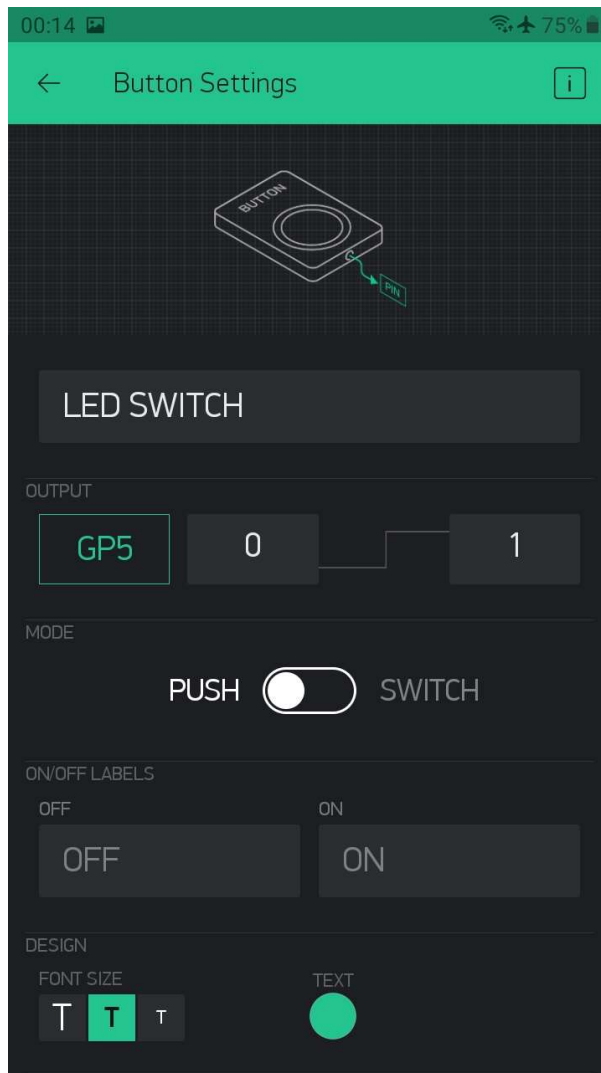 00:14 75%
Button Settings i
BUTTON
PIN
LED SWITCH
OUTPUT
GP5 0 1
MODE
PUSH SWITCH
ON/OFF LABELS
OFF ON
OFF ON
DESIGN
FONT SIZE TEXT
T T T